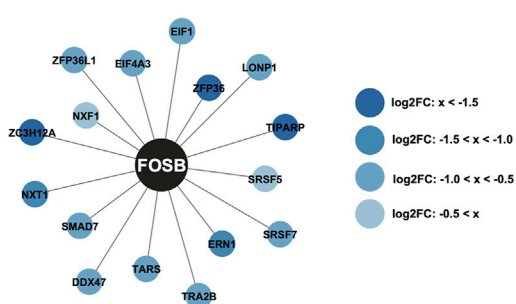 EIF1
ZFP36L1
EIF4A3
LONP1
ZFP36
NXF1
TIPARP
ZC3H12A
FOSB
SRSF5
NXT1
SMAD7
SRSF7
ERN1
TARS
DDX47
TRA2B
log2FC: x < -1.5
log2FC: -1.5 < x < -1.0
log2FC: -1.0 < x < -0.5
log2FC: -0.5 < x